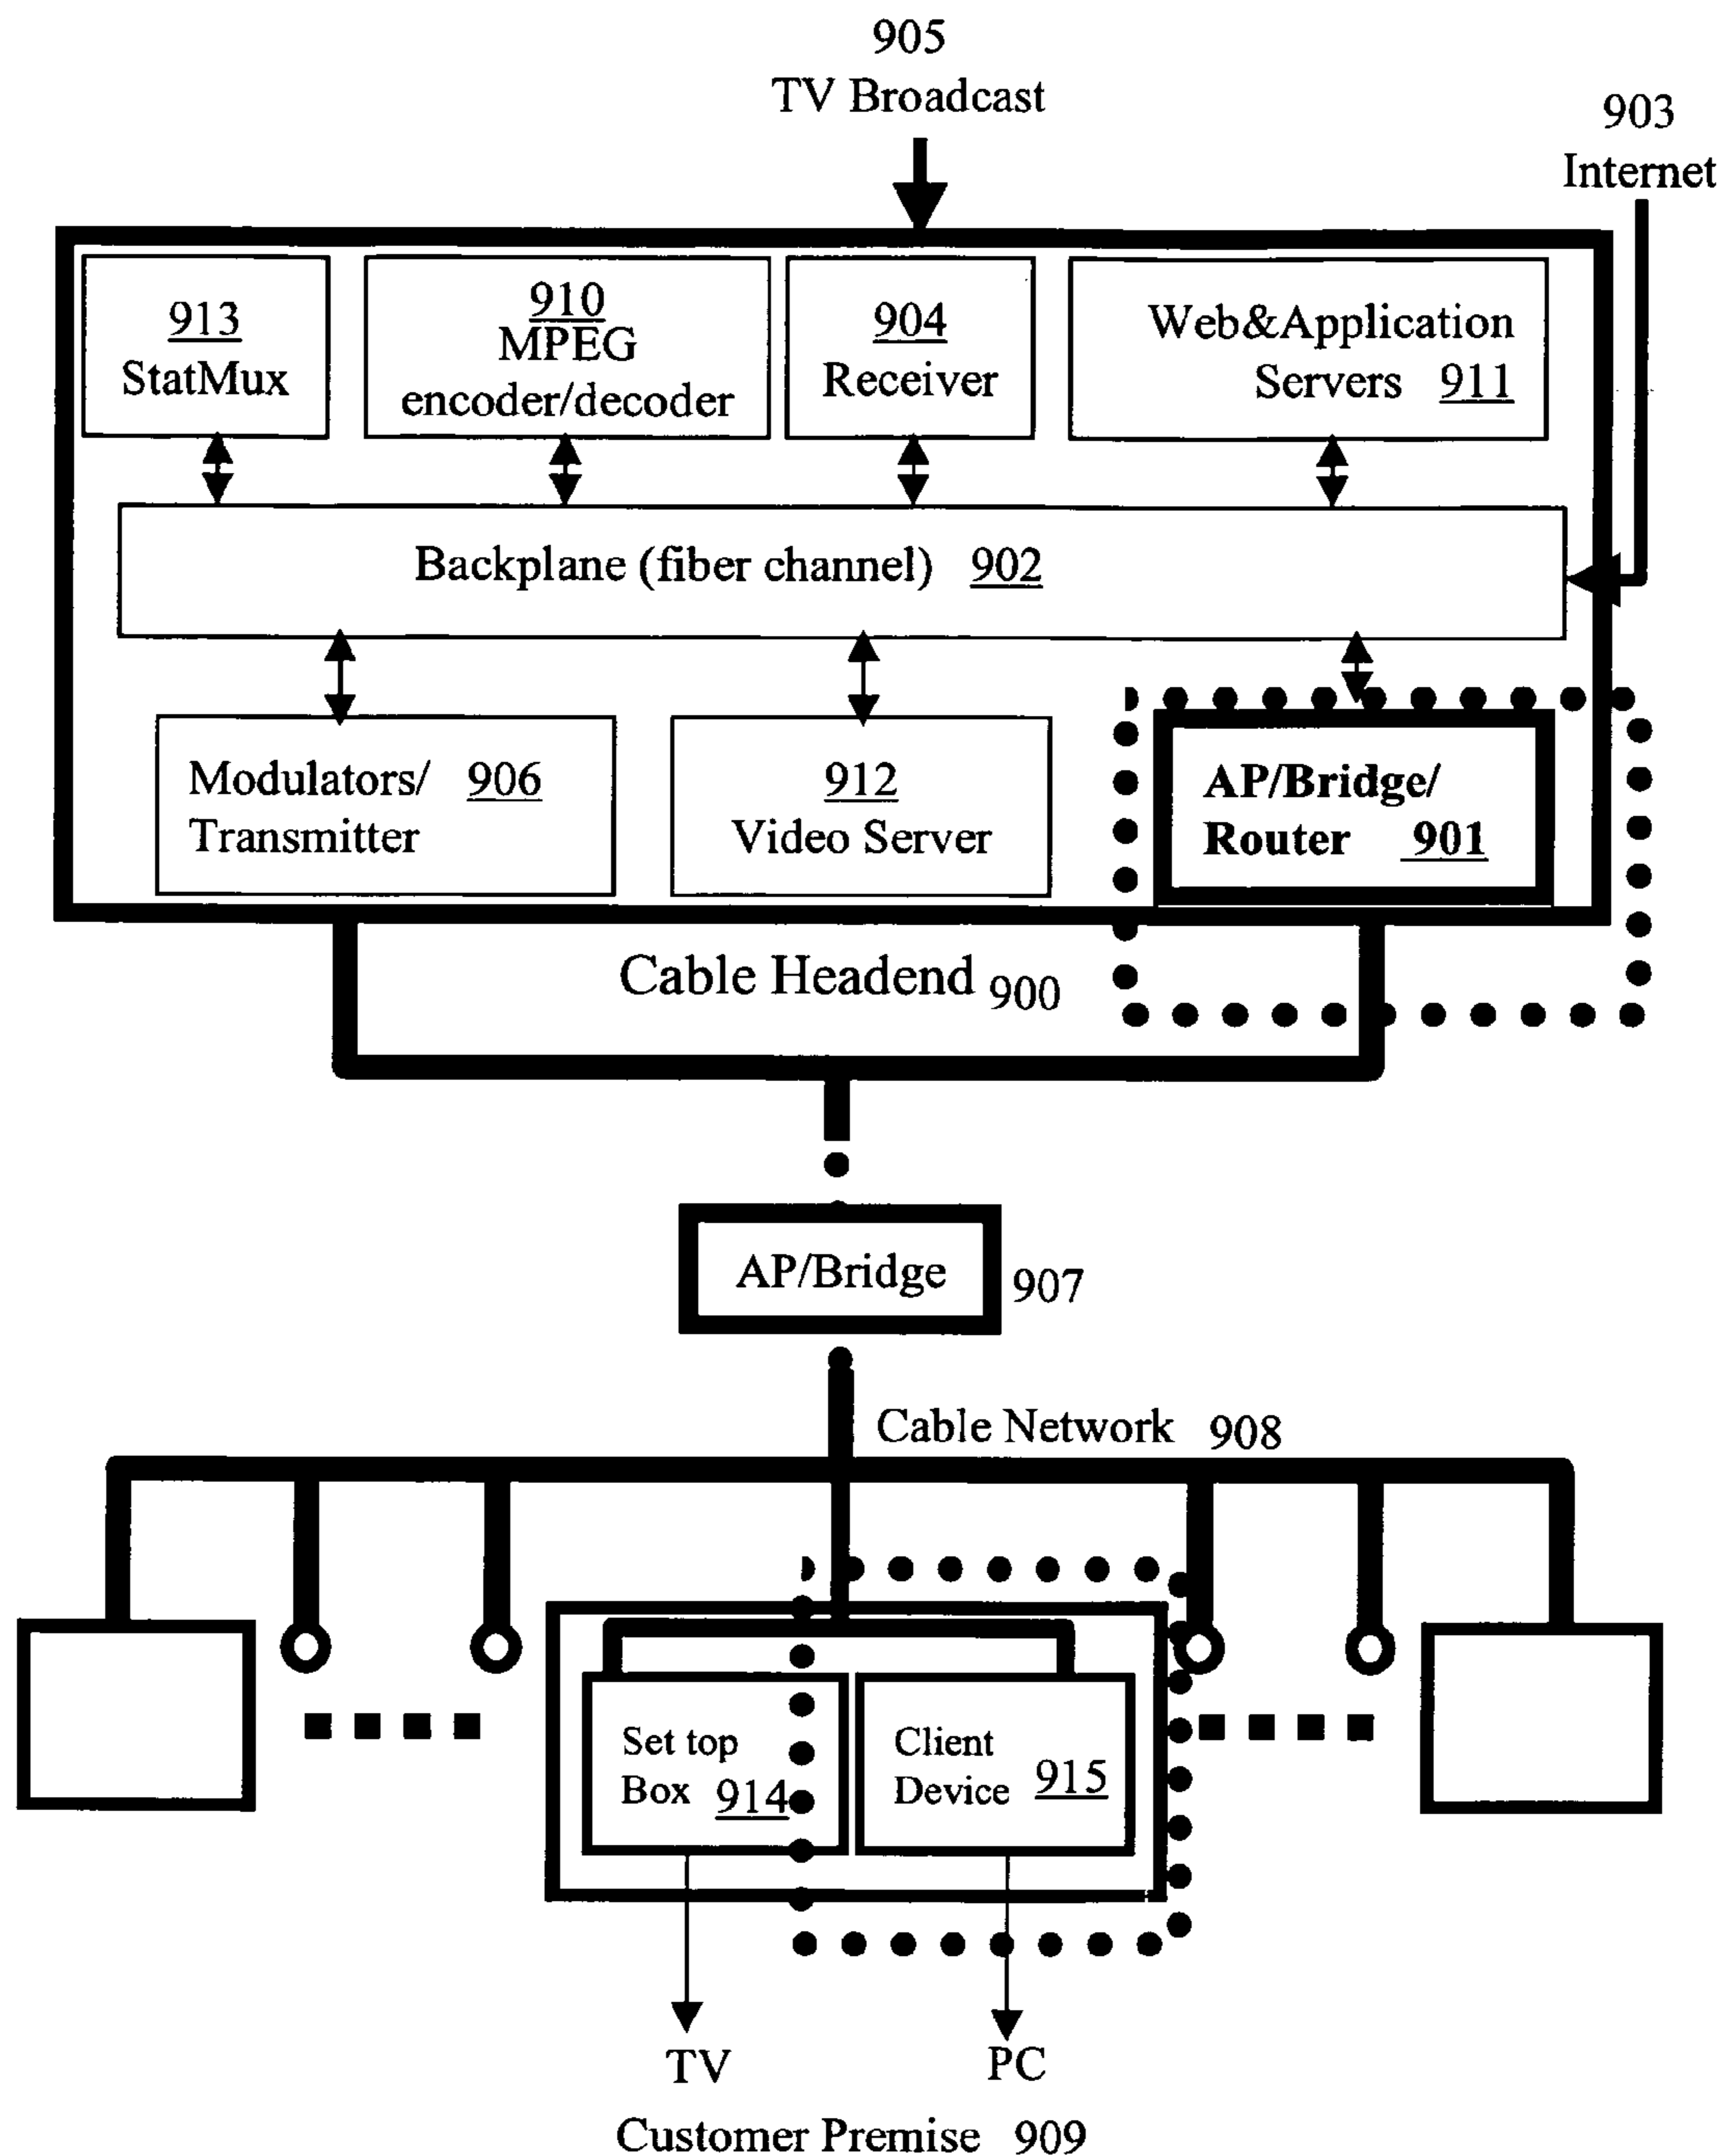 905
TV Broadcast
903
Internet
913
StatMux
910
MPEG
encoder/decoder
904
Receiver
Web&Application
Servers 911
Backplane (fiber channel) 902
Modulators/ 906
Transmitter
912
Video Server
AP/Bridge/
Router 901
Cable Headend 900
AP/Bridge 907
Cable Network 908
Set top
Box 914
Client
Device 915
TV
PC
Customer Premise 909